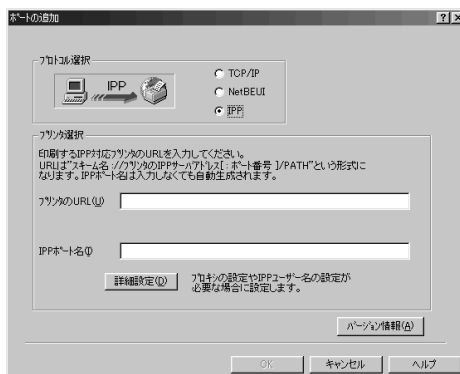 ﾎﾟｰﾄの追加
ﾌﾟﾛﾄｺﾙ選択
IPP
TCP/IP
NetBEUI
IPP
ﾌﾟﾘﾝﾀ選択
印刷するIPP対応ﾌﾟﾘﾝﾀのURLを入力してください。
URLは"ｽｷｰﾑ名://ﾌﾟﾘﾝﾀのIPPｻｰﾊﾞｱﾄﾞﾚｽ[:ﾎﾟｰﾄ番号]/PATH"という形式に
なります。IPPﾎﾟｰﾄ名は入力しなくても自動生成されます。
ﾌﾟﾘﾝﾀのURL(U)
IPPﾎﾟｰﾄ名(I)
詳細設定(D)
ﾌﾟﾛｷｼの設定やIPPﾕｰｻﾞｰ名の設定が
必要な場合に設定します。
ﾊﾞｰｼﾞｮﾝ情報(A)
OK
ｷｬﾝｾﾙ
ﾍﾙﾌﾟ